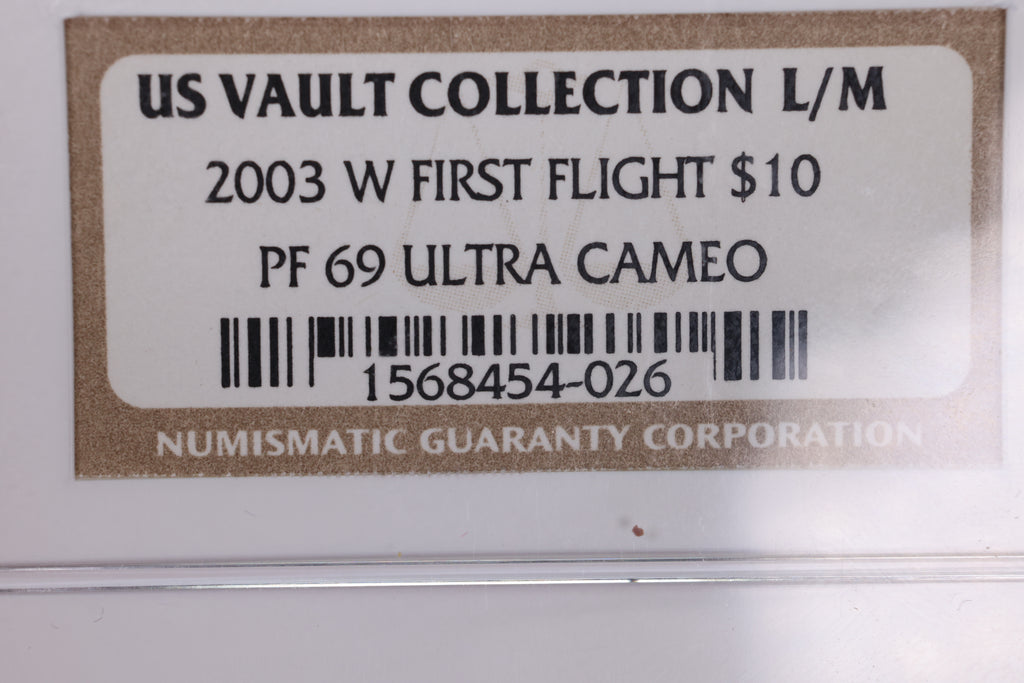 US VAULT COLLECTION L/M
2003 W FIRST FLIGHT $10
PF 69 ULTRA CAMEO
1568454-026
NUMISMATIC GUARANTY CORPORATION